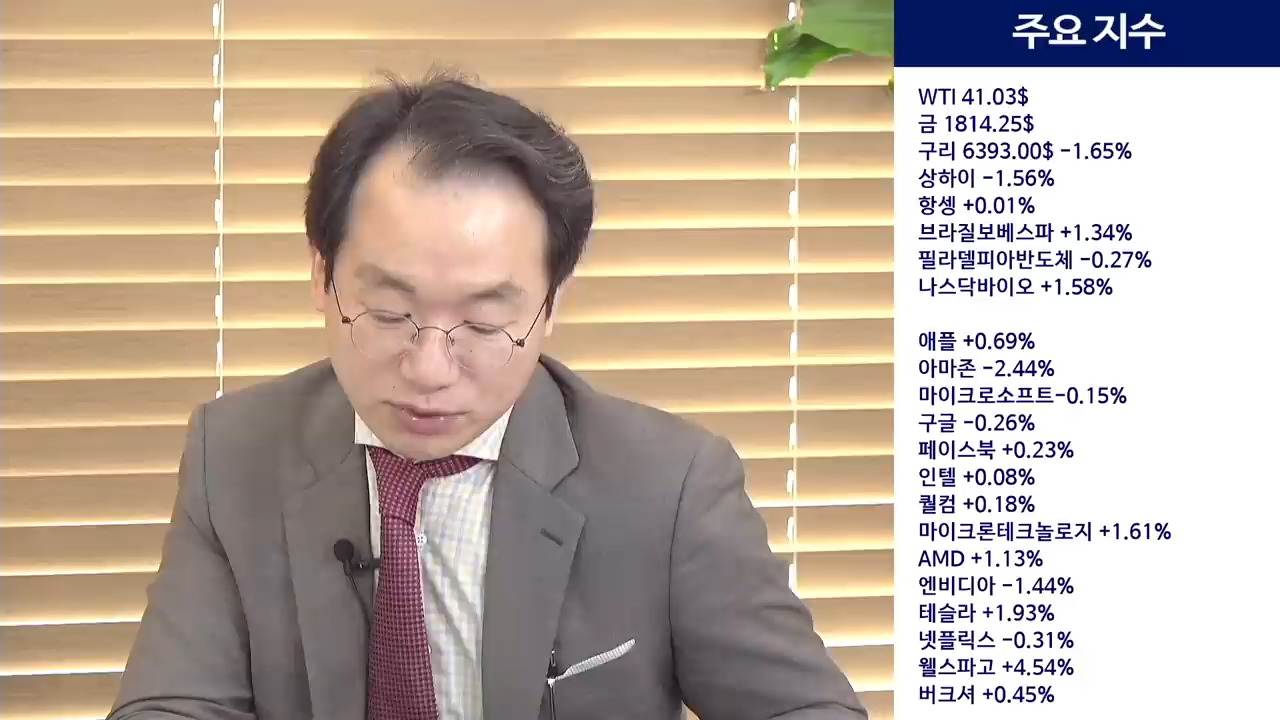 주요 지수
WTI 41.03$
금 1814.25$
구리 6393.00$ -1.65%
상하이 -1.56%
항셍 +0.01%
브라질보베스파 +1.34%
필라델피아반도체 -0.27%
나스닥바이오 +1.58%
애플 +0.69%
아마존 -2.44%
마이크로소프트-0.15%
구글 -0.26%
페이스북 +0.23%
인텔 +0.08%
퀄컴 +0.18%
마이크론테크놀로지 +1.61%
AMD +1.13%
엔비디아 -1.44%
테슬라 +1.93%
넷플릭스 -0.31%
웰스파고 +4.54%
버크셔 +0.45%